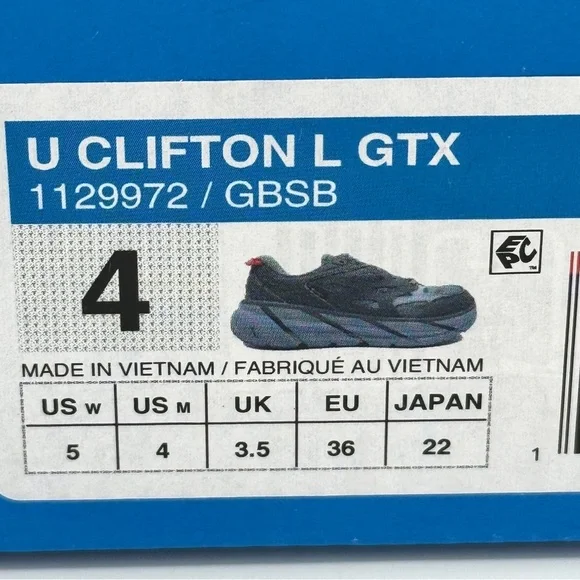 U CLIFTON L GTX
1129972 / GBSB
4
EPC™
MADE IN VIETNAM / FABRIQUÉ AU VIETNAM
US W US M UK EU JAPAN
5 4 3.5 36 22
1